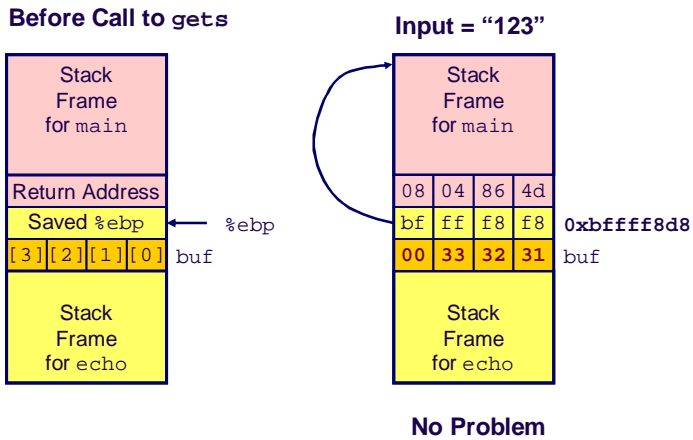 Before Call to gets
Stack
Frame
for main
Return Address
Saved %ebp
%ebp
[3][2][1][0] buf
Stack
Frame
for echo
Input = “123”
Stack
Frame
for main
08 04 86 4d
bf ff f8 f8 0xbffff8d8
00 33 32 31 buf
Stack
Frame
for echo
No Problem